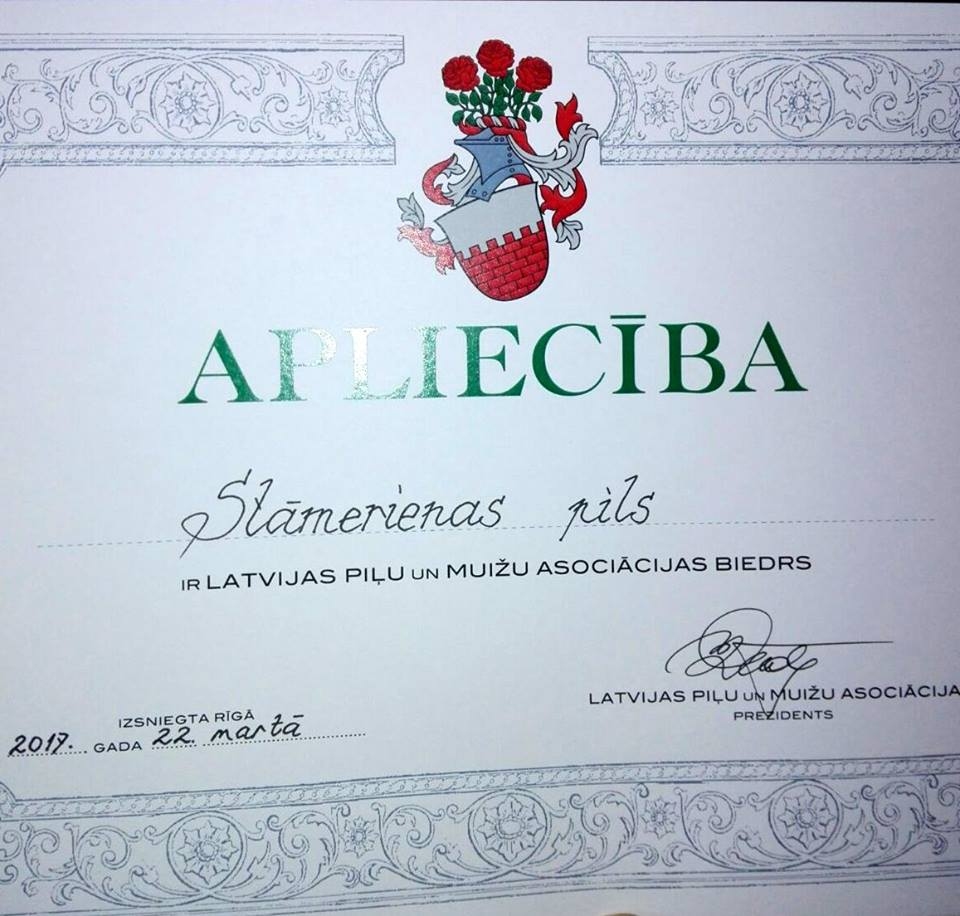 APLIECĪBA
Stāmerienas pils
IR LATVIJAS PIĻU UN MUIŽU ASOCIĀCIJAS BIEDRS
LATVIJAS PIĻU UN MUIŽU ASOCIĀCIJA
PREZIDENTS
IZSNIEGTA RĪGĀ
2017. GADA 22. martā